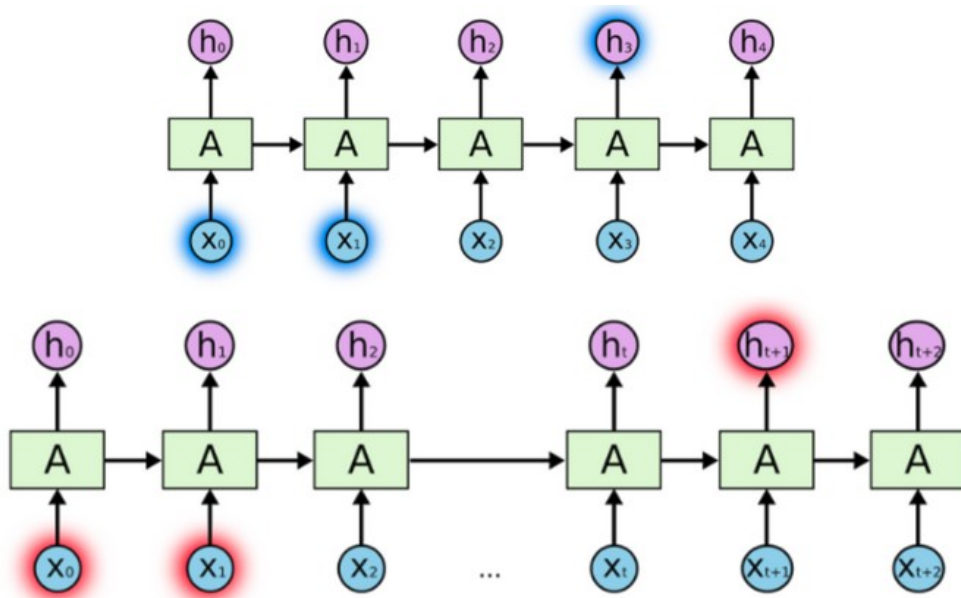 h₀ h₁ h₂ h₃ h₄
A A A A A
x₀ x₁ x₂ x₃ x₄
h₀ h₁ h₂ hₜ hₜ₊₁ hₜ₊₂
A A A A A A
x₀ x₁ x₂ ... xₜ xₜ₊₁ xₜ₊₂